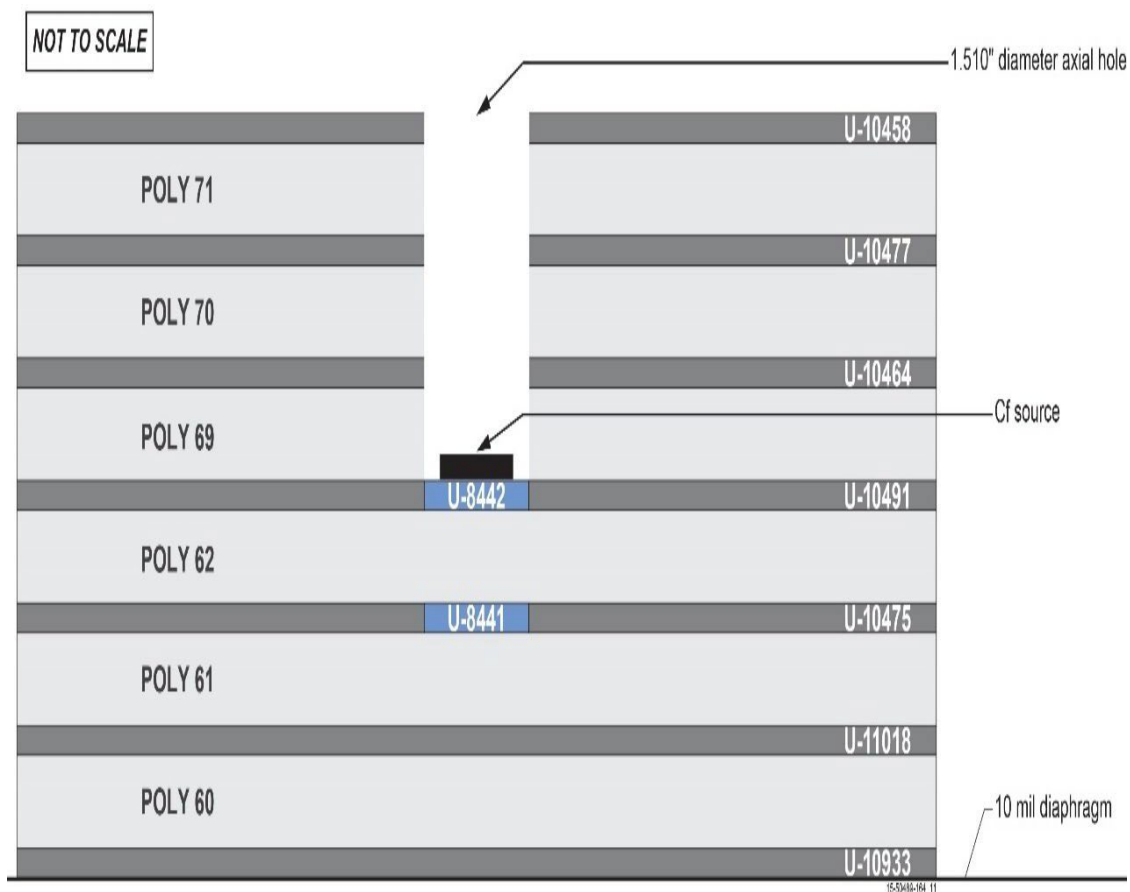 NOT TO SCALE
1.510" diameter axial hole
U-10458
POLY 71
U-10477
POLY 70
U-10464
Cf source
POLY 69
U-8442
U-10491
POLY 62
U-8441
U-10475
POLY 61
U-11018
POLY 60
10 mil diaphragm
U-10933